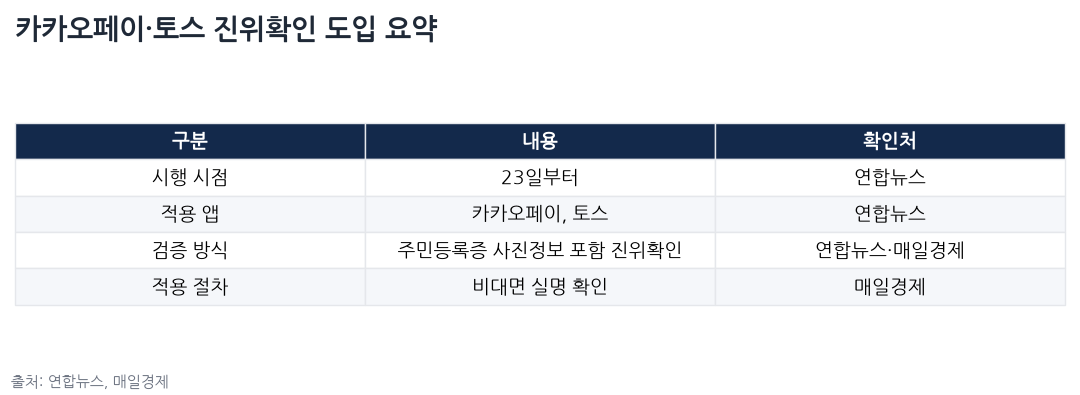 카카오페이·토스 진위확인 도입 요약
구분 내용 확인처
시행 시점 23일부터 연합뉴스
적용 앱 카카오페이, 토스 연합뉴스
검증 방식 주민등록증 사진정보 포함 진위확인 연합뉴스·매일경제
적용 절차 비대면 실명 확인 매일경제
출처: 연합뉴스, 매일경제